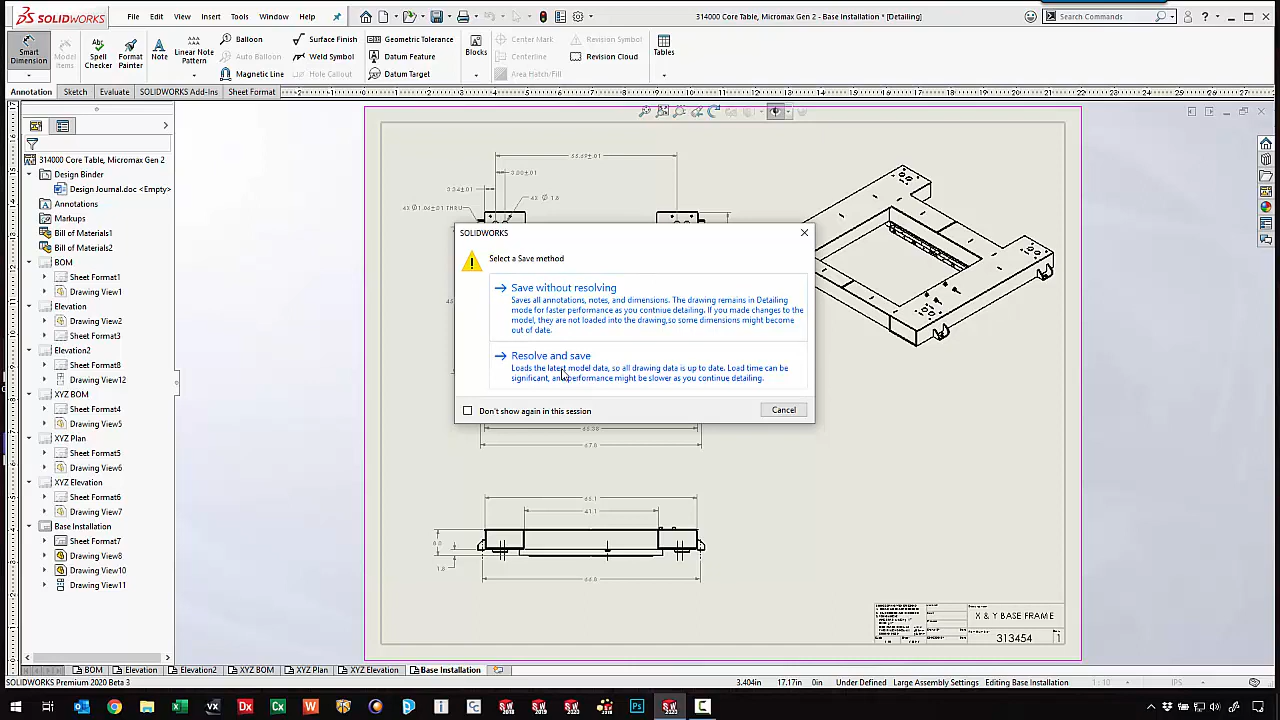 SOLIDWORKS
File Edit View Insert Tools Window Help
314000 Core Table, Micromax Gen 2 - Base Installation * [Detailing]
Search Commands
Smart Dimension
Model Items
Spell Checker
Format Painter
Note
Linear Note Pattern
Balloon
Auto Balloon
Magnetic Line
Surface Finish
Weld Symbol
Hole Callout
Geometric Tolerance
Datum Feature
Datum Target
Blocks
Center Mark
Centerline
Area Hatch/Fill
Revision Symbol
Revision Cloud
Tables
Annotation Sketch Evaluate SOLIDWORKS Add-Ins Sheet Format
314000 Core Table, Micromax Gen 2
Design Binder
Design Journal.doc <Empty>
Annotations
Markups
Bill of Materials1
Bill of Materials2
BOM
Sheet Format1
Drawing View1
Elevation
Drawing View2
Sheet Format3
Elevation2
Sheet Format8
Drawing View12
XYZ BOM
Sheet Format4
Drawing View5
XYZ Plan
Sheet Format5
Drawing View6
XYZ Elevation
Sheet Format6
Drawing View7
Base Installation
Sheet Format7
Drawing View8
Drawing View10
Drawing View11
SOLIDWORKS
Select a Save method
Save without resolving
Saves all annotations, notes, and dimensions. The drawing remains in Detailing
mode for faster performance as you continue detailing. If you made changes to the
model, they are not loaded into the drawing,so some dimensions might become
out of date.
Resolve and save
Loads the latest model data, so all drawing data is up to date. Load time can be
significant, and performance might be slower as you continue detailing.
Don't show again in this session
Cancel
67.8
41.1
X & Y BASE FRAME
313454
1
BOM Elevation Elevation2 XYZ BOM XYZ Plan XYZ Elevation Base Installation
SOLIDWORKS Premium 2020 Beta 3
3.404in 17.17in 0in Under Defined Large Assembly Settings Editing Base Installation 1 : 10 IPS